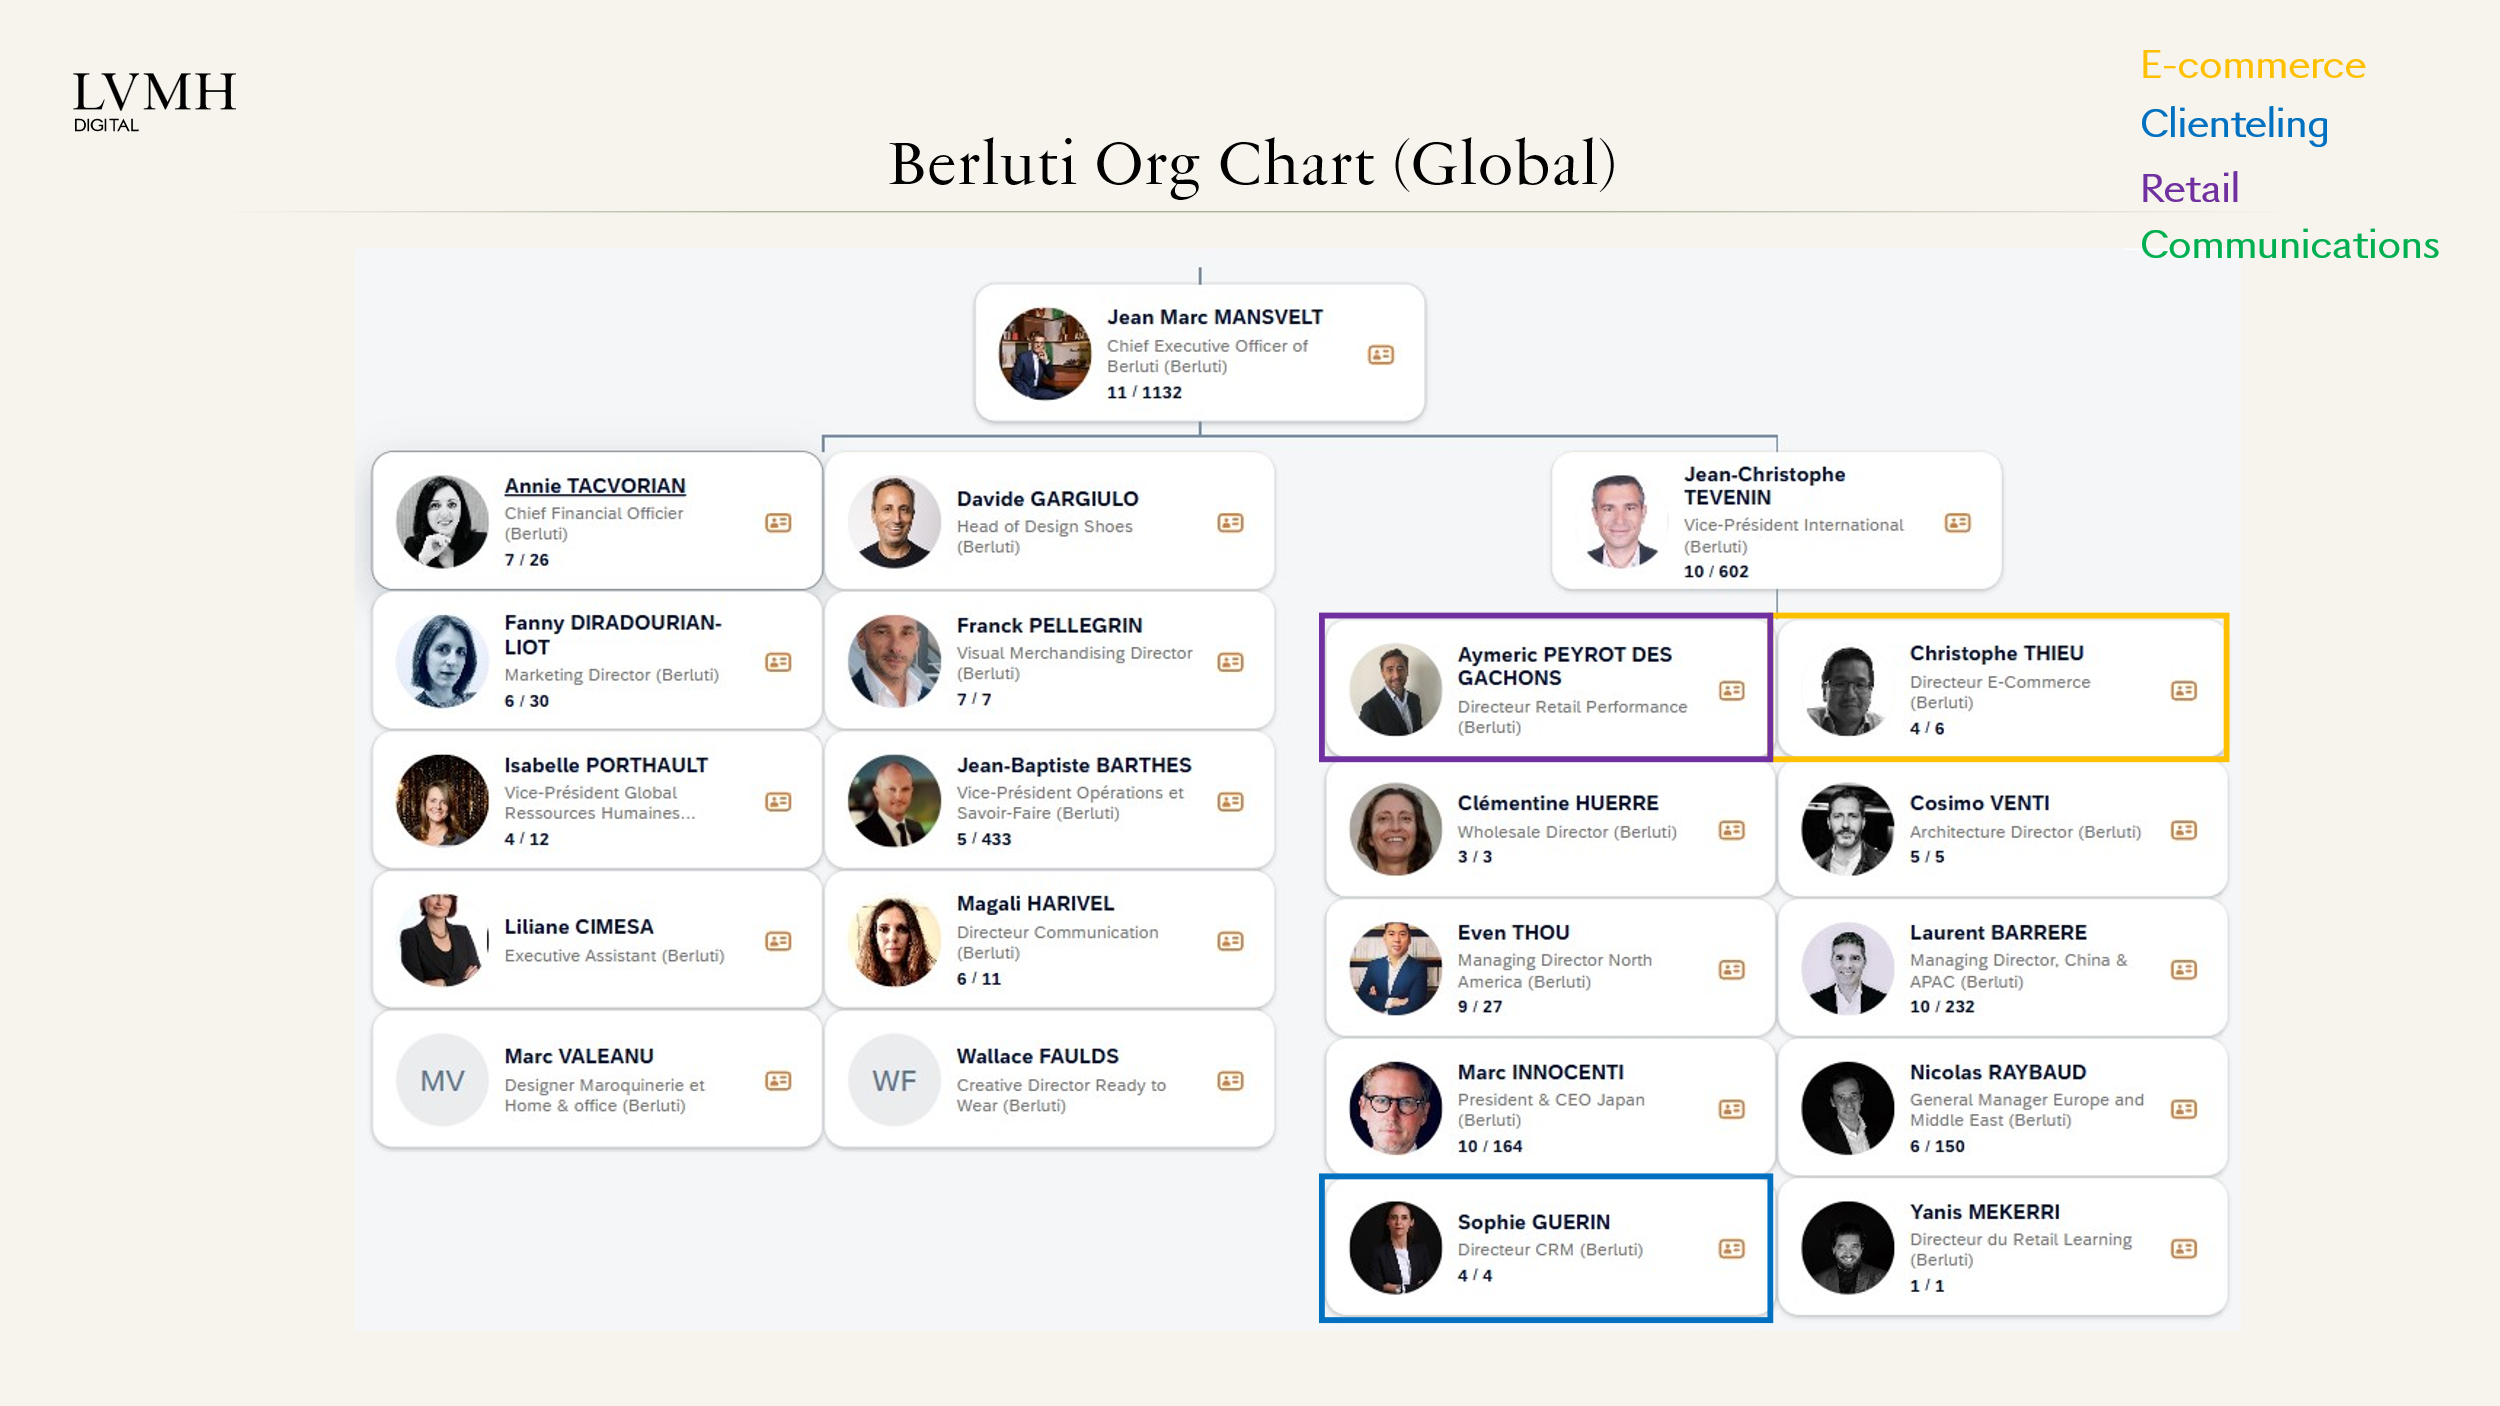 LVMH
DIGITAL
Berluti Org Chart (Global)
E-commerce
Clienteling
Retail
Communications
Jean Marc MANSVELT
Chief Executive Officer of
Berluti (Berluti)
11 / 1132
Annie TACVORIAN
Chief Financial Officier
(Berluti)
7 / 26
Davide GARGIULO
Head of Design Shoes
(Berluti)
Fanny DIRADOURIAN-
LIOT
Marketing Director (Berluti)
6 / 30
Franck PELLEGRIN
Visual Merchandising Director
(Berluti)
7 / 7
Isabelle PORTHAULT
Vice-Président Global
Ressources Humaines...
4 / 12
Jean-Baptiste BARTHES
Vice-Président Opérations et
Savoir-Faire (Berluti)
5 / 433
Liliane CIMESA
Executive Assistant (Berluti)
Magali HARIVEL
Directeur Communication
(Berluti)
6 / 11
MV
Marc VALEANU
Designer Maroquinerie et
Home & office (Berluti)
WF
Wallace FAULDS
Creative Director Ready to
Wear (Berluti)
Jean-Christophe
TEVENIN
Vice-Président International
(Berluti)
10 / 602
Aymeric PEYROT DES
GACHONS
Directeur Retail Performance
(Berluti)
Christophe THIEU
Directeur E-Commerce
(Berluti)
4 / 6
Clémentine HUERRE
Wholesale Director (Berluti)
3 / 3
Cosimo VENTI
Architecture Director (Berluti)
5 / 5
Even THOU
Managing Director North
America (Berluti)
9 / 27
Laurent BARRERE
Managing Director, China &
APAC (Berluti)
10 / 232
Marc INNOCENTI
President & CEO Japan
(Berluti)
10 / 164
Nicolas RAYBAUD
General Manager Europe and
Middle East (Berluti)
6 / 150
Sophie GUERIN
Directeur CRM (Berluti)
4 / 4
Yanis MEKERRI
Directeur du Retail Learning
(Berluti)
1 / 1